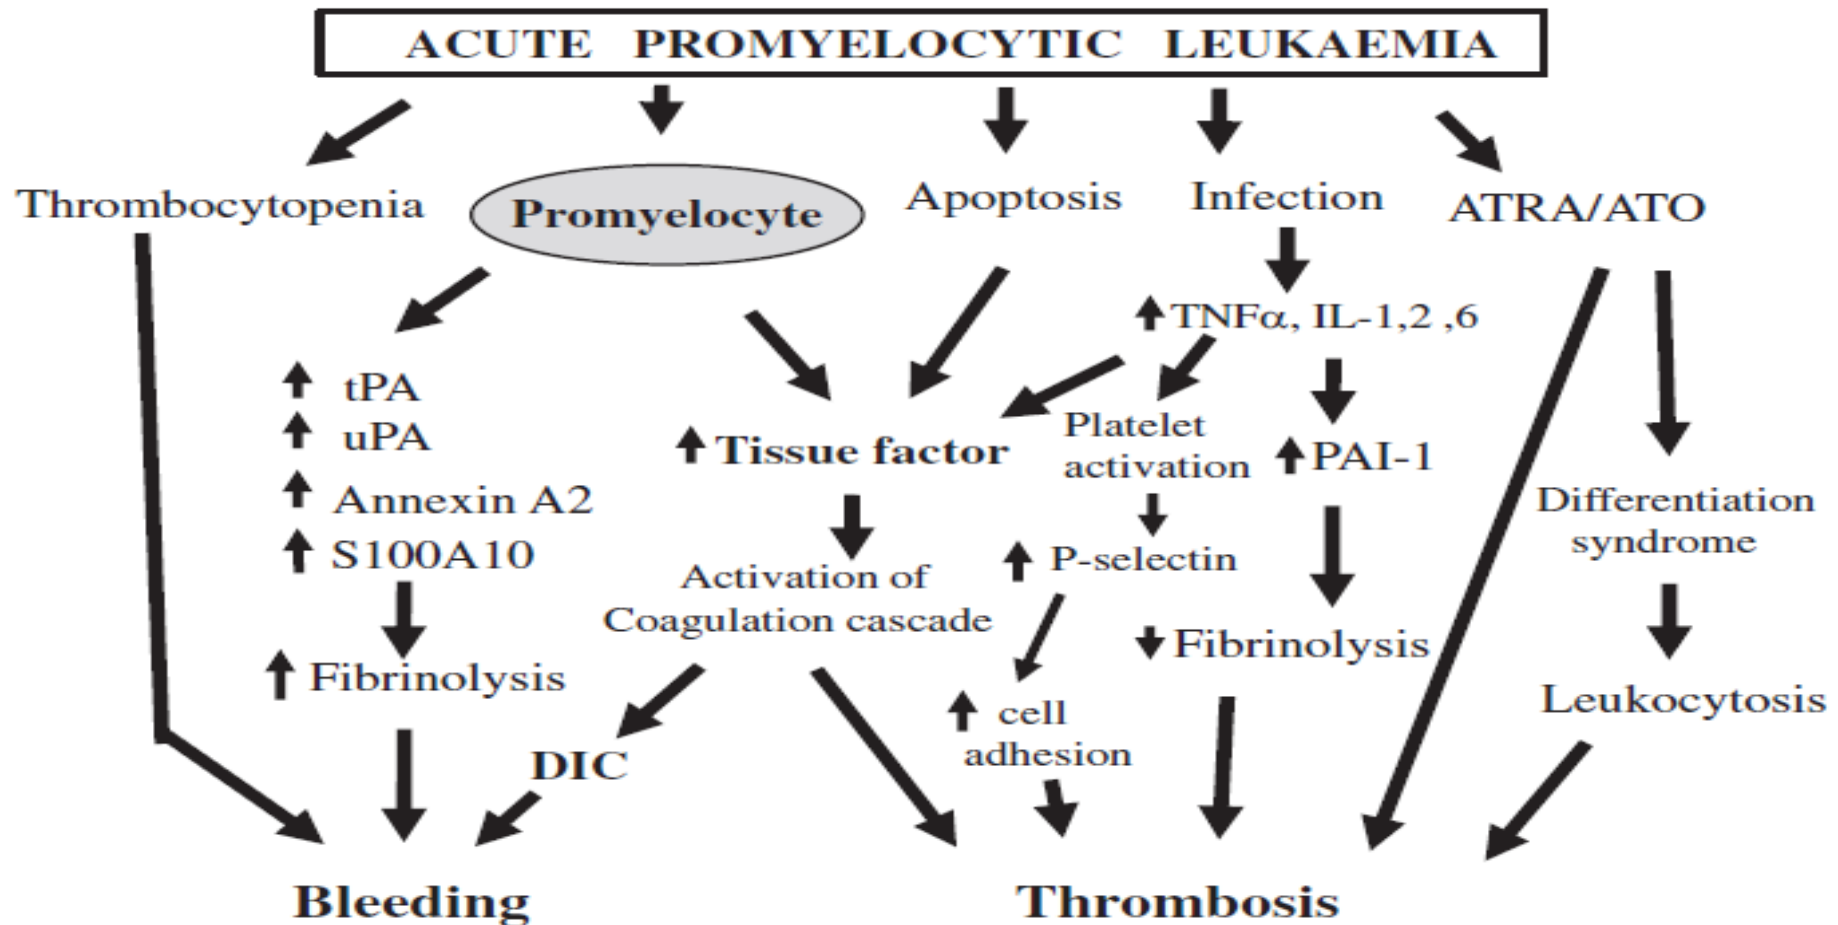 ACUTE PROMYELOCYTIC LEUKAEMIA
Thrombocytopenia
Promyelocyte
Apoptosis
Infection
ATRA/ATO
TNFα, IL-1,2 ,6
tPA
uPA
Annexin A2
S100A10
Tissue factor
Platelet
activation
PAI-1
Differentiation
syndrome
Activation of
Coagulation cascade
P-selectin
Fibrinolysis
Fibrinolysis
cell
adhesion
Leukocytosis
DIC
Bleeding
Thrombosis